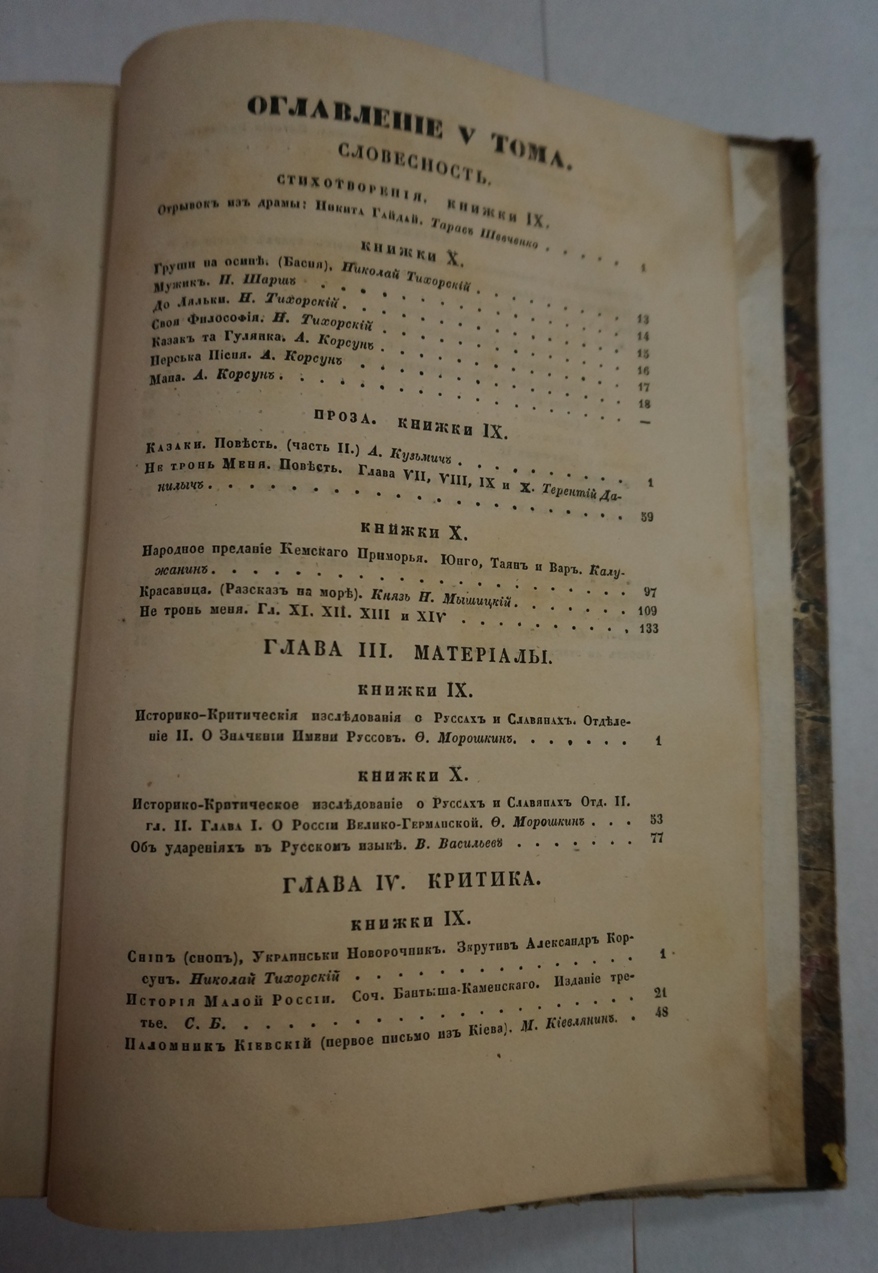 ОГЛАВЛЕНІЕ V ТОМА.
СЛОВЕСНОСТЬ.
СТИХОТВОРЕНІЯ, КНИЖКИ IX.
Отрывокъ изъ драмы: Никита Гайдай. Тарасъ Шевченко . . . . . 1
КНИЖКИ X.
Груши на осинѣ. (Басня). Николай Тихорскій . . . . . . . . 13
Мужикъ. Н. Шаршъ . . . . . . . . . . . . 14
До Ляльки. Н. Тихорскій. . . . . . . . . . . 15
Своя Философія. Н. Тихорскій . . . . . . . . . . 16
Казакъ та Гулянка. А. Корсунъ . . . . . . . . . . 17
Перська Пісня. А. Корсунъ . . . . . . . . . . 18
Мана. А. Корсунъ . . . . . . . . . . . . —
ПРОЗА. КНИЖКИ IX.
Казаки. Повѣсть. (часть II.) А. Кузьмичъ . . . . . . . . 1
Не тронь Меня. Повѣсть. Глава VII, VIII, IX и X. Терентій Да-
нилычъ . . . . . . . . . . . . . . . 59
КНИЖКИ X.
Народное преданіе Кемскаго Приморья. Юнго, Таянъ и Варъ. Калу-
жанинъ . . . . . . . . . . . . . . . 97
Красавица. (Разсказъ на морѣ). Князь Н. Мышицкій . . . . . . 109
Не тронь меня. Гл. XI. XII. XIII и XIV . . . . . . . . . 133
ГЛАВА III. МАТЕРІАЛЫ.
КНИЖКИ IX.
Историко-Критическія изслѣдованія о Руссахъ и Славянахъ. Отдѣле-
ніе II. О Значеніи Имени Руссовъ. Ѳ. Морошкинъ. . . . . . . 1
КНИЖКИ X.
Историко-Критическое изслѣдованіе о Руссахъ и Славянахъ Отд. II.
гл. II. Глава I. О Россіи Велико-Германской. Ѳ. Морошкинъ . . . 53
Объ удареніяхъ въ Русскомъ языкѣ. В. Васильевъ . . . . . . . 77
ГЛАВА IV. КРИТИКА.
КНИЖКИ IX.
Сніпъ (снопъ), Украинськи Новорочникъ. Зкрутивъ Александръ Кор-
сунъ. Николай Тихорскій . . . . . . . . . . . 1
Исторія Малой Россіи. Соч. Бантыша-Каменскаго. Изданіе тре-
тье. С. Б. . . . . . . . . . . . . . . 21
Паломникъ Кіевскій (первое письмо изъ Кіева). М. Кіевлянинъ. . 48